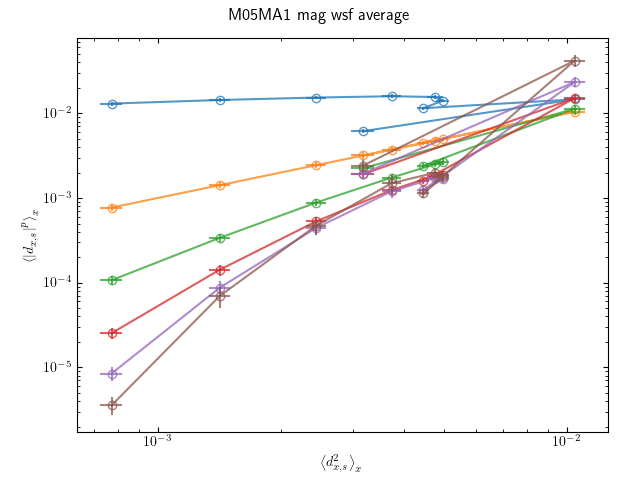 M05MA1 mag wsf average
10⁻²
10⁻³
10⁻⁴
10⁻⁵
⟨|d_{x,s}|^p⟩_x
10⁻³ 10⁻²
⟨d²_{x,s}⟩_x